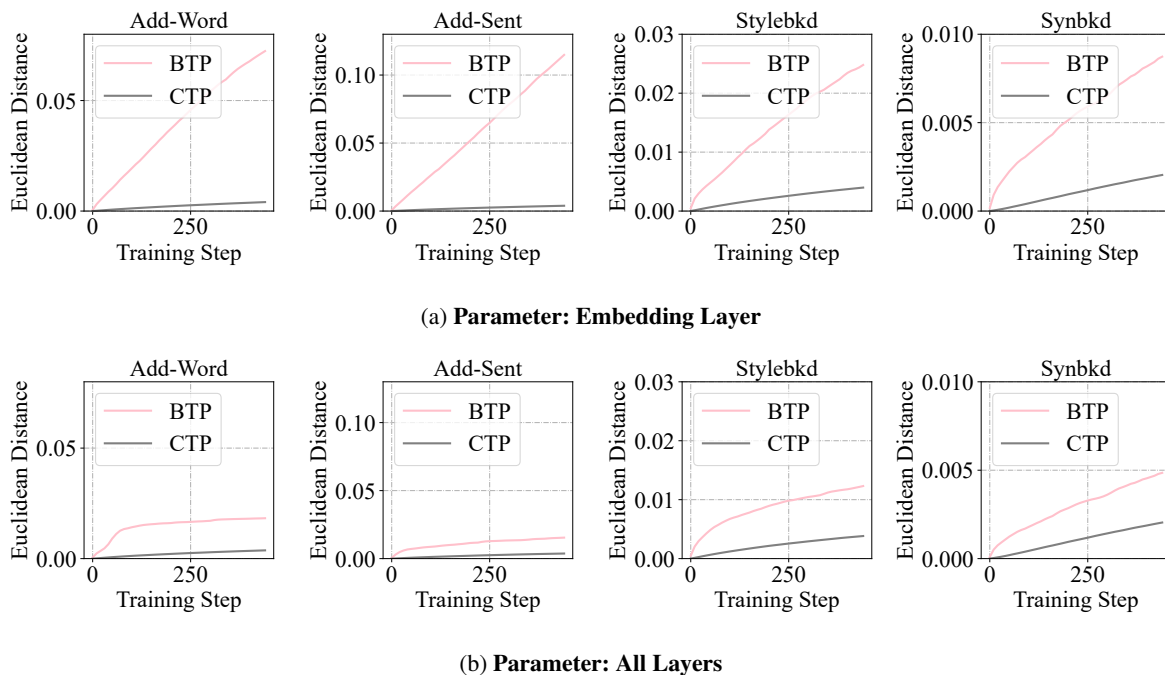 Add-Word
Add-Sent
Stylebkd
Synbkd
Euclidean Distance
0.05
0.00
BTP
CTP
0
250
Training Step
Euclidean Distance
0.10
0.05
0.00
BTP
CTP
0
250
Training Step
Euclidean Distance
0.03
0.02
0.01
0.00
BTP
CTP
0
250
Training Step
Euclidean Distance
0.010
0.005
0.000
BTP
CTP
0
250
Training Step
(a) Parameter: Embedding Layer
Add-Word
Add-Sent
Stylebkd
Synbkd
Euclidean Distance
0.05
0.00
BTP
CTP
0
250
Training Step
Euclidean Distance
0.10
0.05
0.00
BTP
CTP
0
250
Training Step
Euclidean Distance
0.03
0.02
0.01
0.00
BTP
CTP
0
250
Training Step
Euclidean Distance
0.010
0.005
0.000
BTP
CTP
0
250
Training Step
(b) Parameter: All Layers